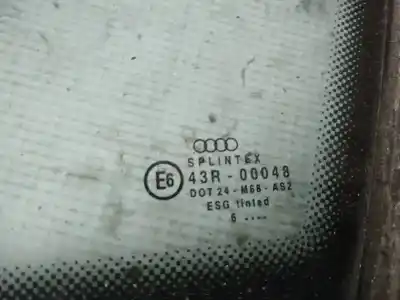 SPLINTEX
E6 43R-00048
DOT 24-M68-AS2
ESG tinted
6 ....